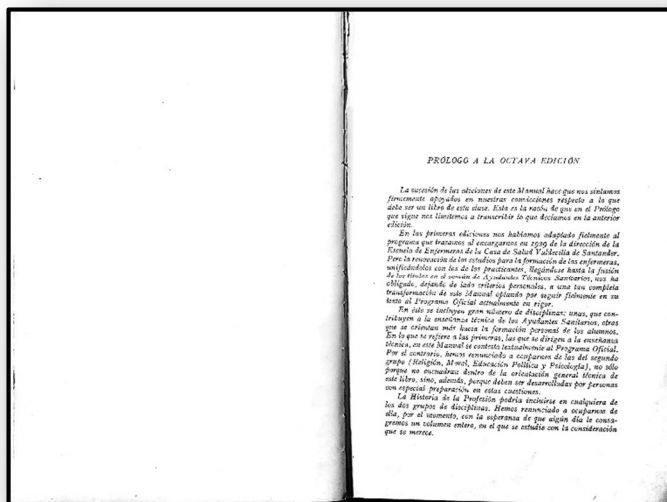 PRÓLOGO A LA OCTAVA EDICIÓN
La sucesión de las ediciones de este Manual hace que nos sintamos
firmemente apoyados en nuestras convicciones respecto a lo que
debe ser un libro de esta clase. Esta es la razón de que en el Prólogo
que sigue nos limitemos a transcribir lo que decíamos en la anterior
edición.
En las primeras ediciones nos habíamos adaptado fielmente al
programa que trazamos al encargarnos en 1929 de la dirección de la
Escuela de Enfermeras de la Casa de Salud Valdecilla de Santander.
Pero la renovación de los estudios para la formación de las enfermeras,
unificándolos con los de los practicantes, llegándose hasta la fusión
de los títulos en el común de Ayudantes Técnicos Sanitarios, nos ha
obligado, dejando de lado criterios personales, a una tan completa
transformación de este Manual optando por seguir fielmente en su
texto al Programa Oficial actualmente en vigor.
En éste se incluyen gran número de disciplinas; unas, que con-
tribuyen a la enseñanza técnica de los Ayudantes Sanitarios, otras
que se orientan más hacia la formación personal de los alumnos.
En lo que se refiere a las primeras, las que se dirigen a la enseñanza
técnica, en este Manual se contesta textualmente al Programa Oficial.
Por el contrario, hemos renunciado a ocuparnos de las del segundo
grupo (Religión, Moral, Educación Política y Psicología), no sólo
porque no encuadran dentro de la orientación general técnica de
este libro, sino, además, porque deben ser desarrolladas por personas
con especial preparación en estas cuestiones.
La Historia de la Profesión podría incluirse en cualquiera de
los dos grupos de disciplinas. Hemos renunciado a ocuparnos de
ella, por el momento, con la esperanza de que algún día le consa-
gremos un volumen entero, en el que se estudie con la consideración
que se merece.